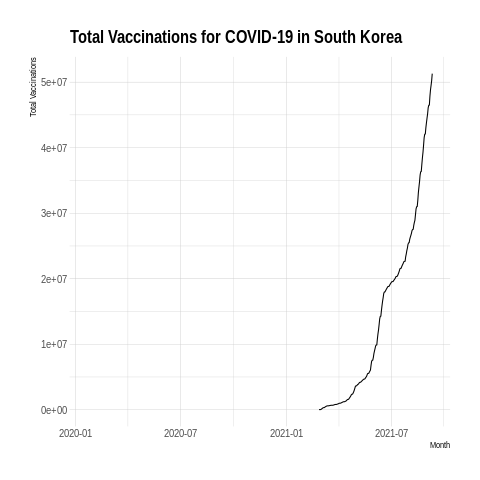 Total Vaccinations for COVID-19 in South Korea
Total Vaccinations
5e+07
4e+07
3e+07
2e+07
1e+07
0e+00
2020-01 2020-07 2021-01 2021-07
Month